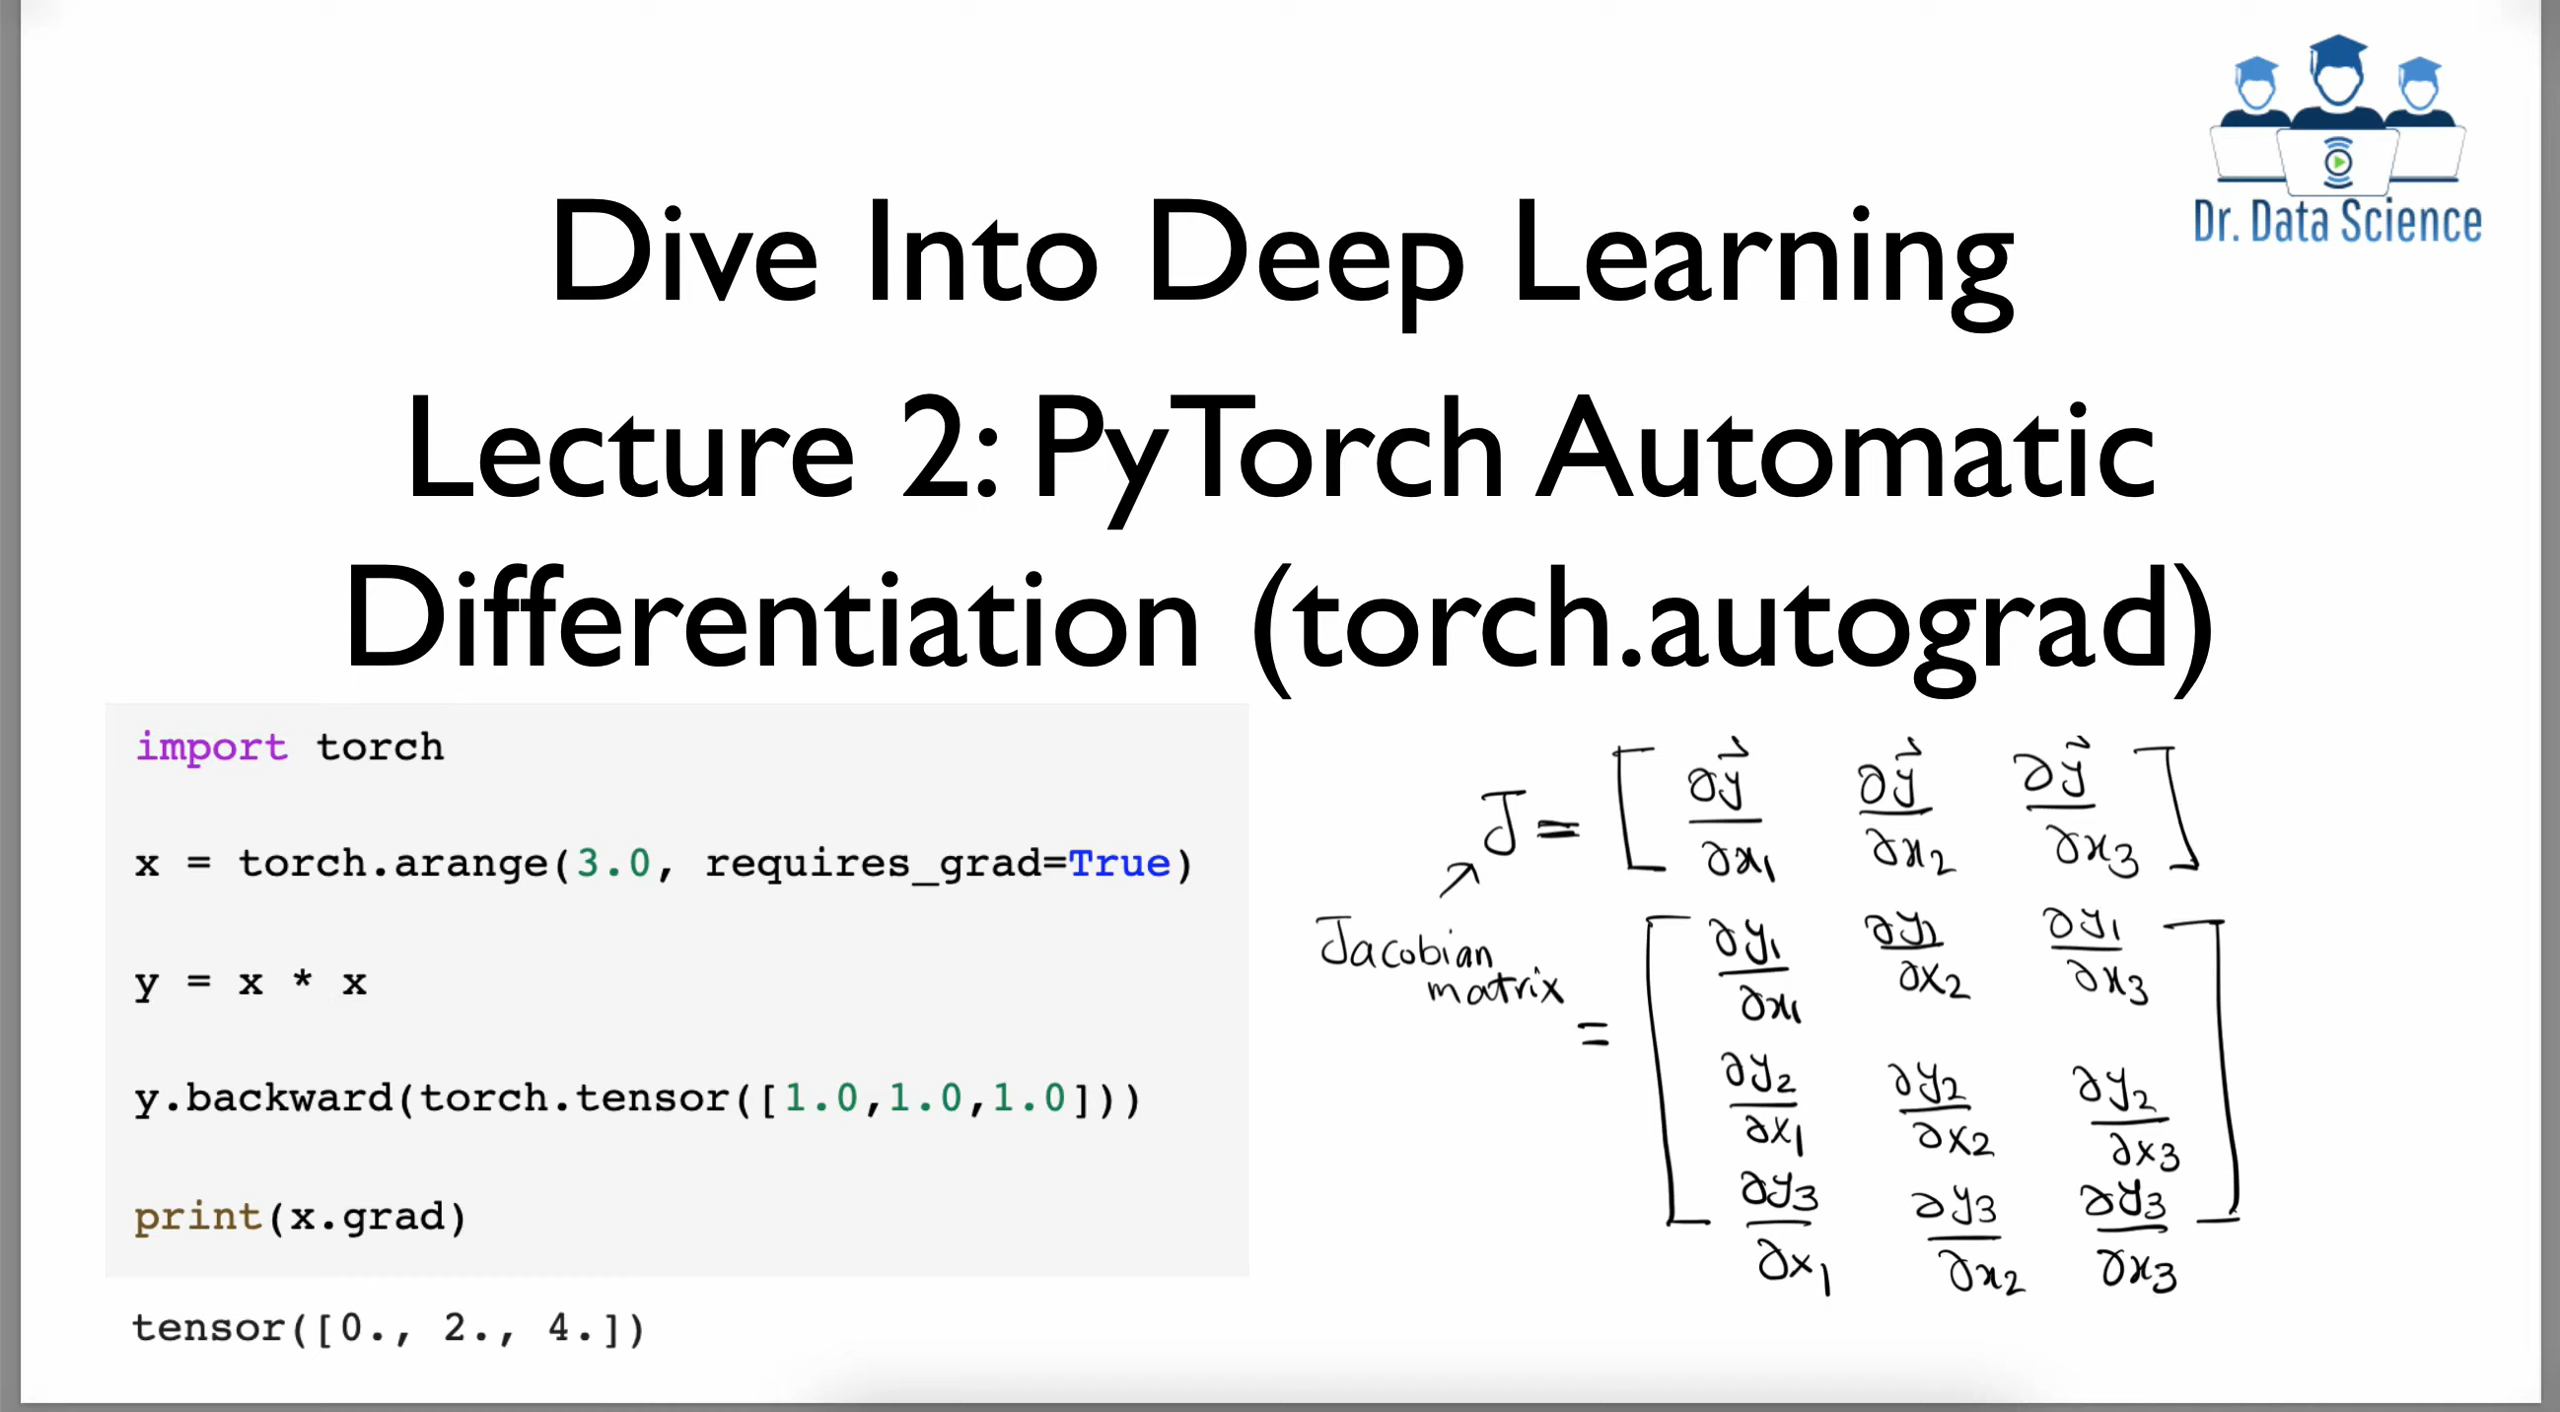 Dr. Data Science
Dive Into Deep Learning
Lecture 2: PyTorch Automatic
Differentiation (torch.autograd)
import torch
x = torch.arange(3.0, requires_grad=True)
y = x * x
y.backward(torch.tensor([1.0,1.0,1.0]))
print(x.grad)
tensor([0., 2., 4.])
J = [ ∂y⃗/∂x₁ ∂y⃗/∂x₂ ∂y⃗/∂x₃ ]
Jacobian
matrix
= [ ∂y₁/∂x₁ ∂y₁/∂x₂ ∂y₁/∂x₃
∂y₂/∂x₁ ∂y₂/∂x₂ ∂y₂/∂x₃
∂y₃/∂x₁ ∂y₃/∂x₂ ∂y₃/∂x₃ ]